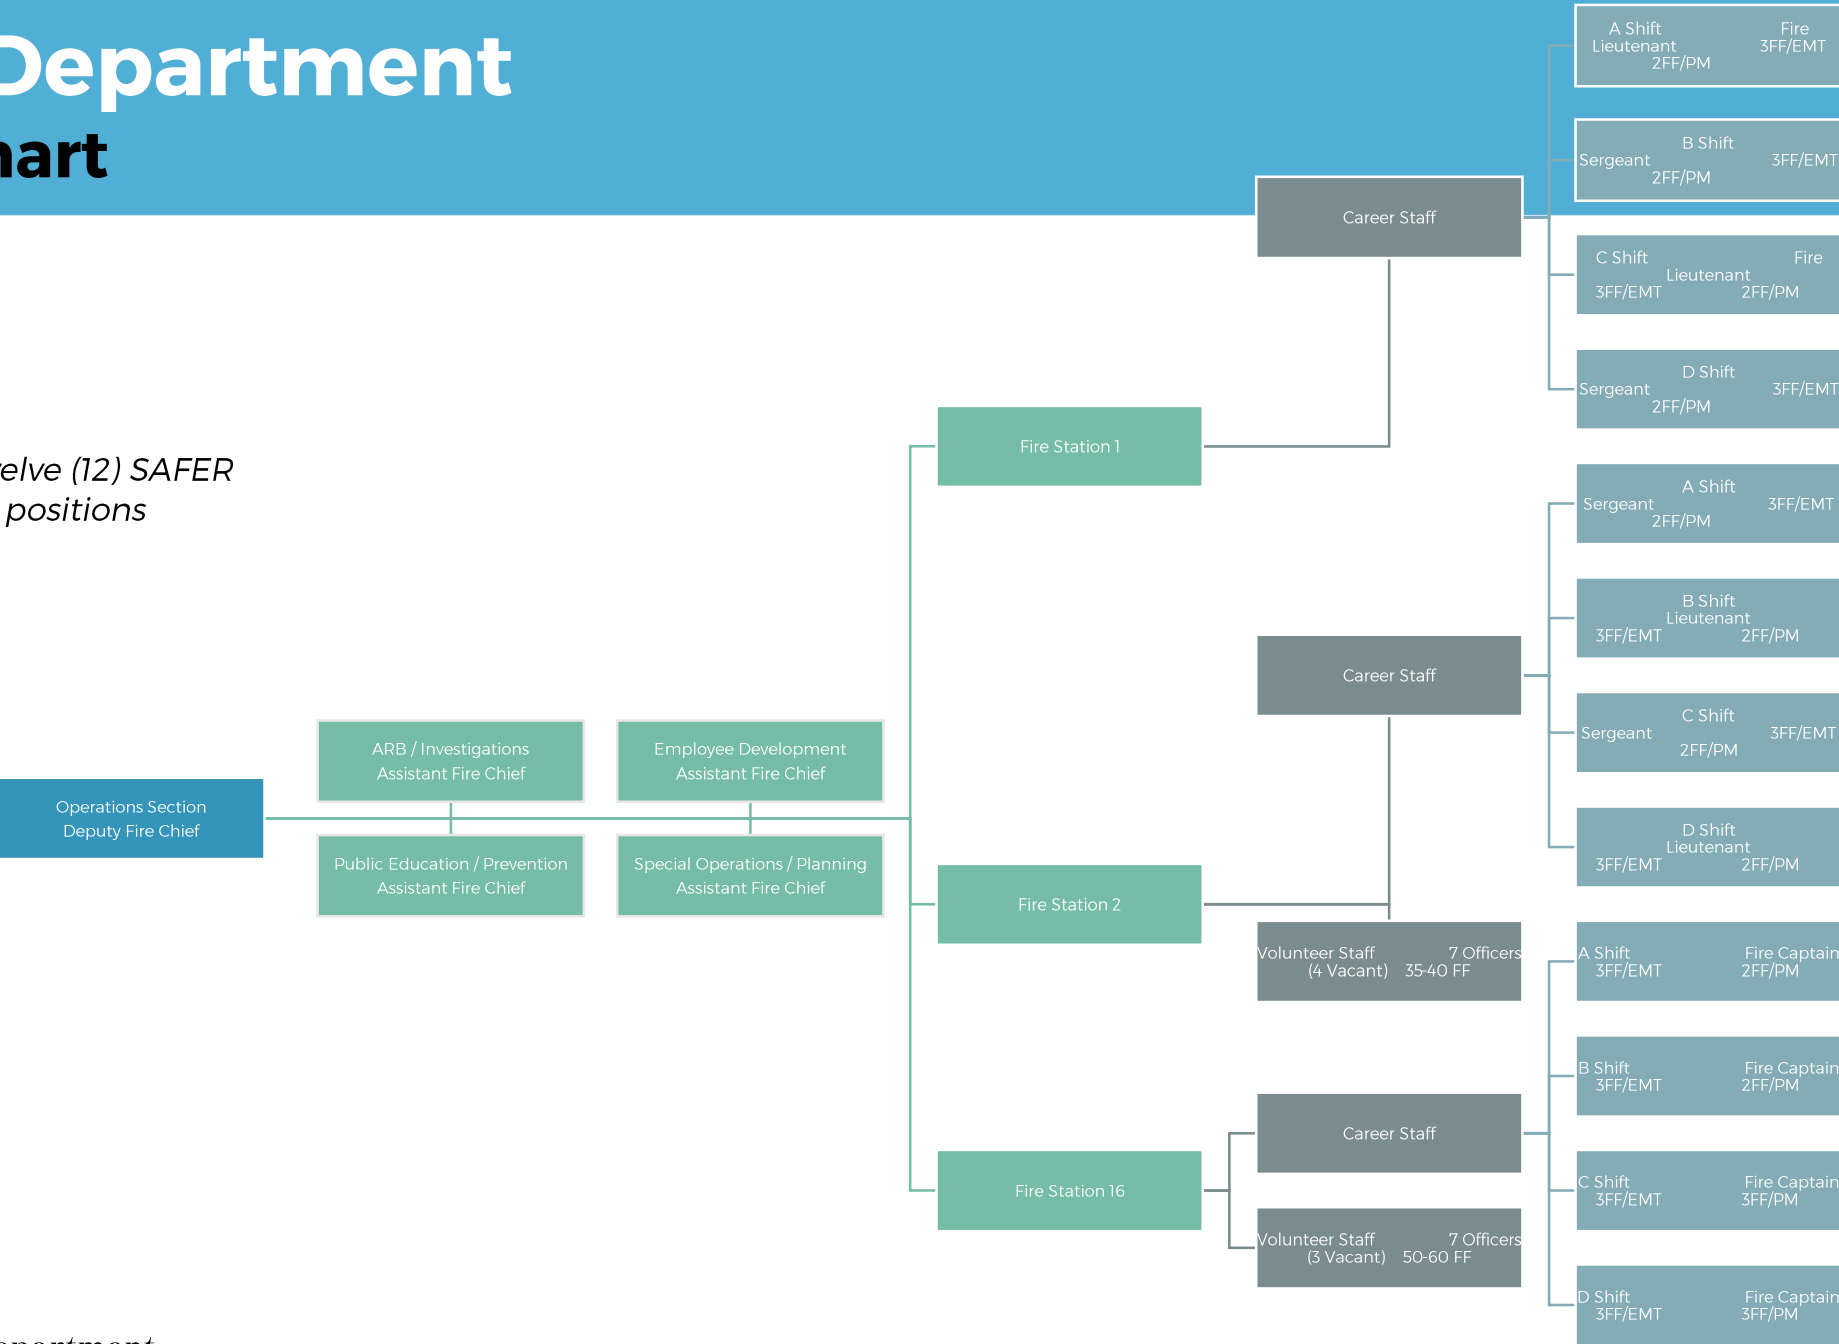 Department
art
A Shift Fire
Lieutenant 3FF/EMT
2FF/PM
B Shift
Sergeant 3FF/EMT
2FF/PM
Career Staff
C Shift Fire
Lieutenant
3FF/EMT 2FF/PM
D Shift
Sergeant 3FF/EMT
2FF/PM
Fire Station 1
elve (12) SAFER
positions
A Shift
Sergeant 3FF/EMT
2FF/PM
B Shift
Lieutenant
3FF/EMT 2FF/PM
Career Staff
C Shift
Sergeant 3FF/EMT
2FF/PM
ARB / Investigations
Assistant Fire Chief
Employee Development
Assistant Fire Chief
Operations Section
Deputy Fire Chief
D Shift
Lieutenant
3FF/EMT 2FF/PM
Public Education / Prevention
Assistant Fire Chief
Special Operations / Planning
Assistant Fire Chief
Fire Station 2
Volunteer Staff 7 Officers
(4 Vacant) 35-40 FF
A Shift Fire Captain
3FF/EMT 2FF/PM
B Shift Fire Captain
3FF/EMT 2FF/PM
Career Staff
Fire Station 16
C Shift Fire Captain
3FF/EMT 3FF/PM
Volunteer Staff 7 Officers
(3 Vacant) 50-60 FF
D Shift Fire Captain
3FF/EMT 3FF/PM